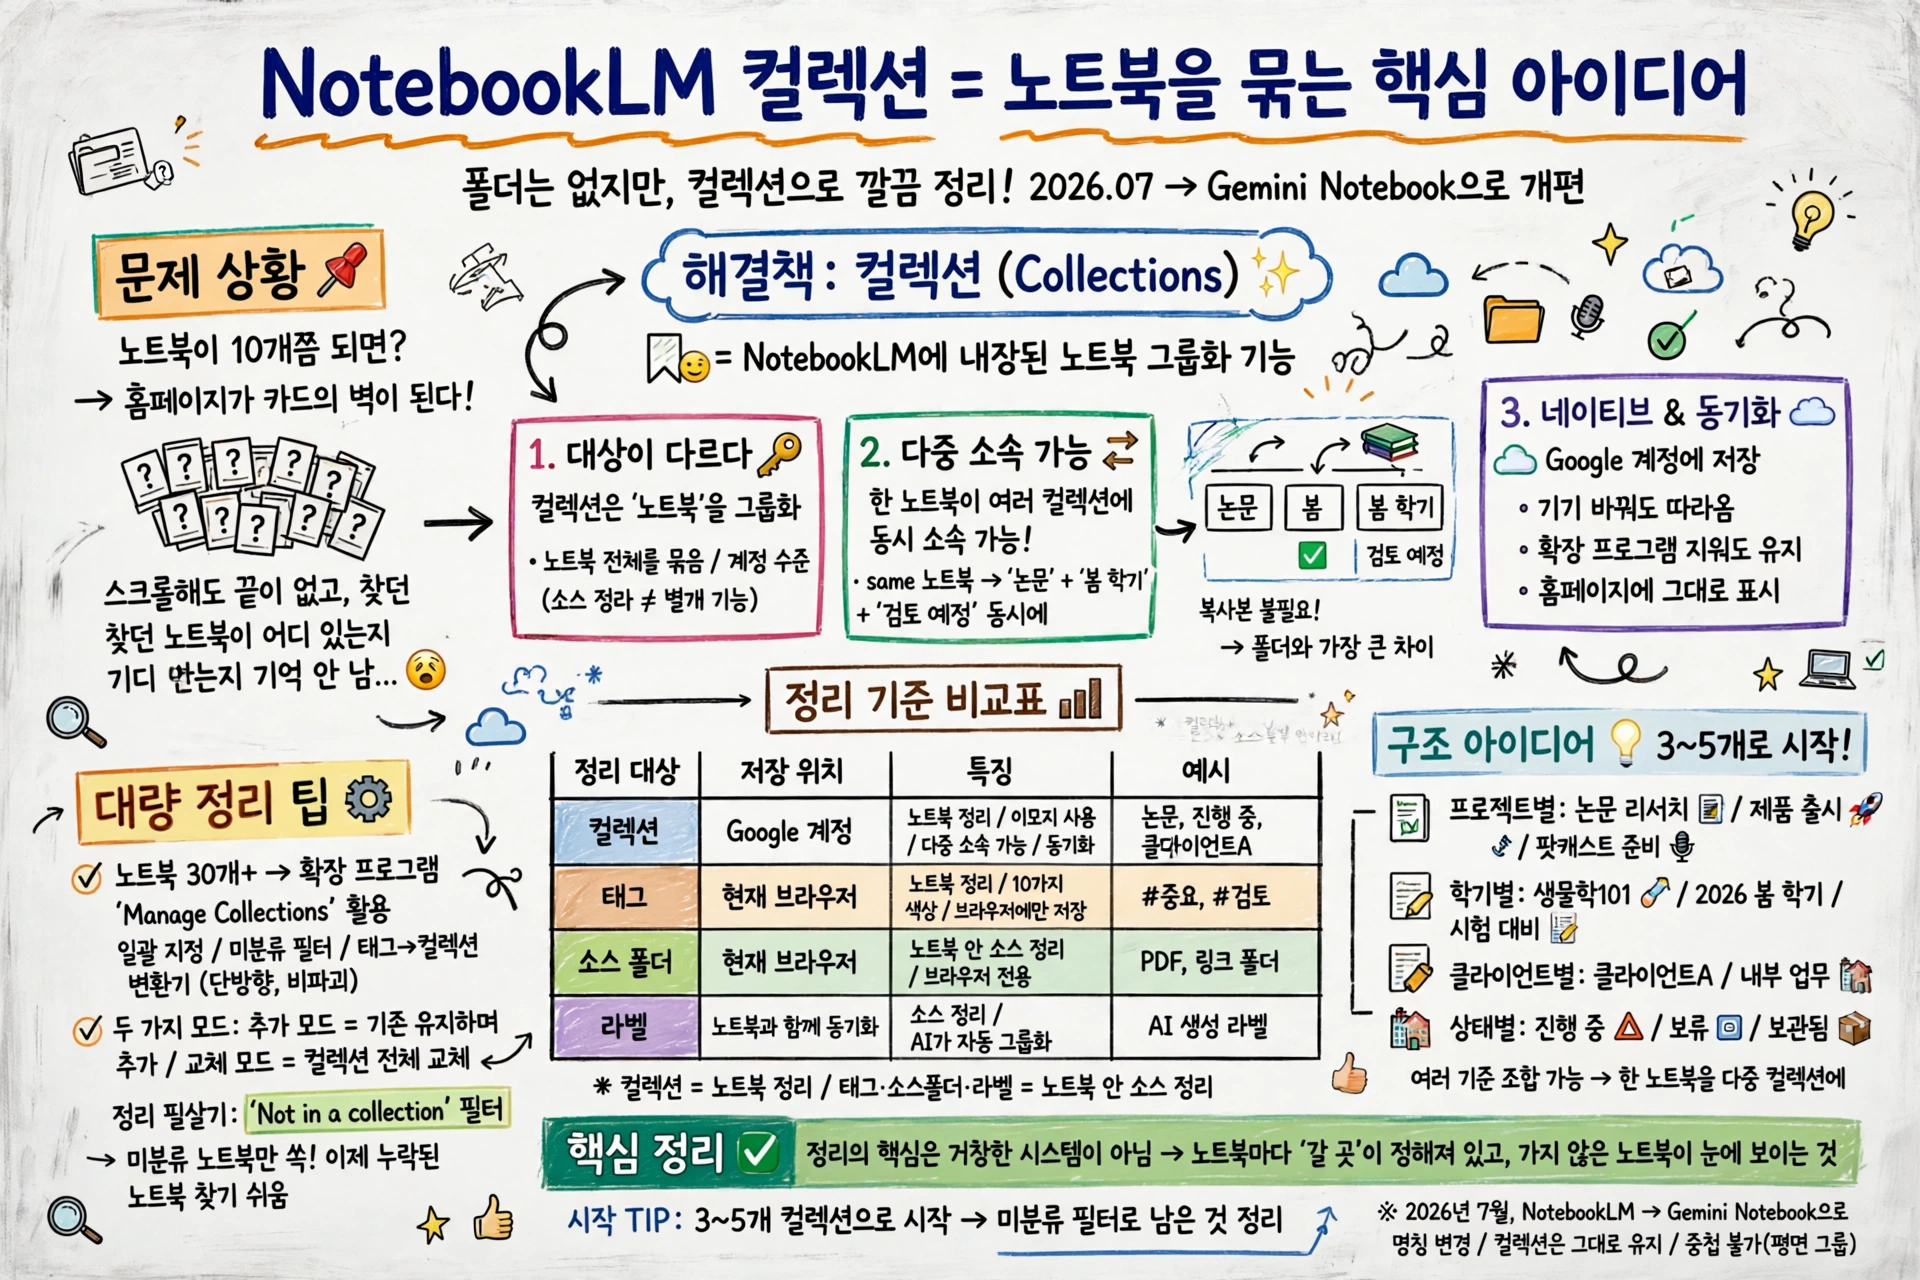 NotebookLM 컬렉션 = 노트북을 묶는 핵심 아이디어
폴더는 없지만, 컬렉션으로 깔끔 정리! 2026.07 → Gemini Notebook으로 개편
문제 상황
노트북이 10개쯤 되면?
→ 홈페이지가 카드의 벽이 된다!
? ? ? ? ?
? ? ? ? ?
스크롤해도 끝이 없고, 찾던
찾던 노트북이 어디 있는지
기디 만는지 기억 안 남...
해결책: 컬렉션 (Collections)
= NotebookLM에 내장된 노트북 그룹화 기능
1. 대상이 다르다
컬렉션은 '노트북'을 그룹화
• 노트북 전체를 묶음 / 계정 수준
(소스 정라 ≠ 별개 기능)
2. 다중 소속 가능
한 노트북이 여러 컬렉션에
동시 소속 가능!
• same 노트북 → '논문' + '봄 학기'
+ '검토 예정' 동시에
논문 봄 봄 학기
검토 예정
복사본 불필요!
→ 폴더와 가장 큰 차이
3. 네이티브 & 동기화
Google 계정에 저장
• 기기 바꿔도 따라옴
• 확장 프로그램 지워도 유지
• 홈페이지에 그대로 표시
정리 기준 비교표
정리 대상 저장 위치 특징 예시
컬렉션 Google 계정 노트북 정리 / 이모지 사용 / 다중 소속 가능 / 동기화 논문, 진행 중, 클다이언트A
태그 현재 브라우저 노트북 정리 / 10가지 색상 / 브라우저에만 저장 #중요, #검토
소스 폴더 현재 브라우저 노트북 안 소스 정리 / 브라우저 전용 PDF, 링크 폴더
라벨 노트북과 함께 동기화 소스 정리 / AI가 자동 그룹화 AI 생성 라벨
* 컬렉션 = 노트북 정리 / 태그·소스폴더·라벨 = 노트북 안 소스 정리
대량 정리 팁
노트북 30개+ → 확장 프로그램
'Manage Collections' 활용
일괄 지정 / 미분류 필터 / 태그→컬렉션
변환기 (단방향, 비파괴)
두 가지 모드: 추가 모드 = 기존 유지하며
추가 / 교체 모드 = 컬렉션 전체 교체
정리 필살기: 'Not in a collection' 필터
→ 미분류 노트북만 쏙! 이제 누락된
노트북 찾기 쉬움
구조 아이디어 3~5개로 시작!
프로젝트별: 논문 리서치 / 제품 출시
/ 팟캐스트 준비
학기별: 생물학101 / 2026 봄 학기 /
시험 대비
클라이언트별: 클라이언트A / 내부 업무
상태별: 진행 중 / 보류 / 보관됨
여러 기준 조합 가능 → 한 노트북을 다중 컬렉션에
핵심 정리 정리의 핵심은 거창한 시스템이 아님 → 노트북마다 '갈 곳'이 정해져 있고, 가지 않은 노트북이 눈에 보이는 것
시작 TIP: 3~5개 컬렉션으로 시작 → 미분류 필터로 남은 것 정리
※ 2026년 7월, NotebookLM → Gemini Notebook으로
명칭 변경 / 컬렉션은 그대로 유지 / 중첩 불가(평면 그룹)